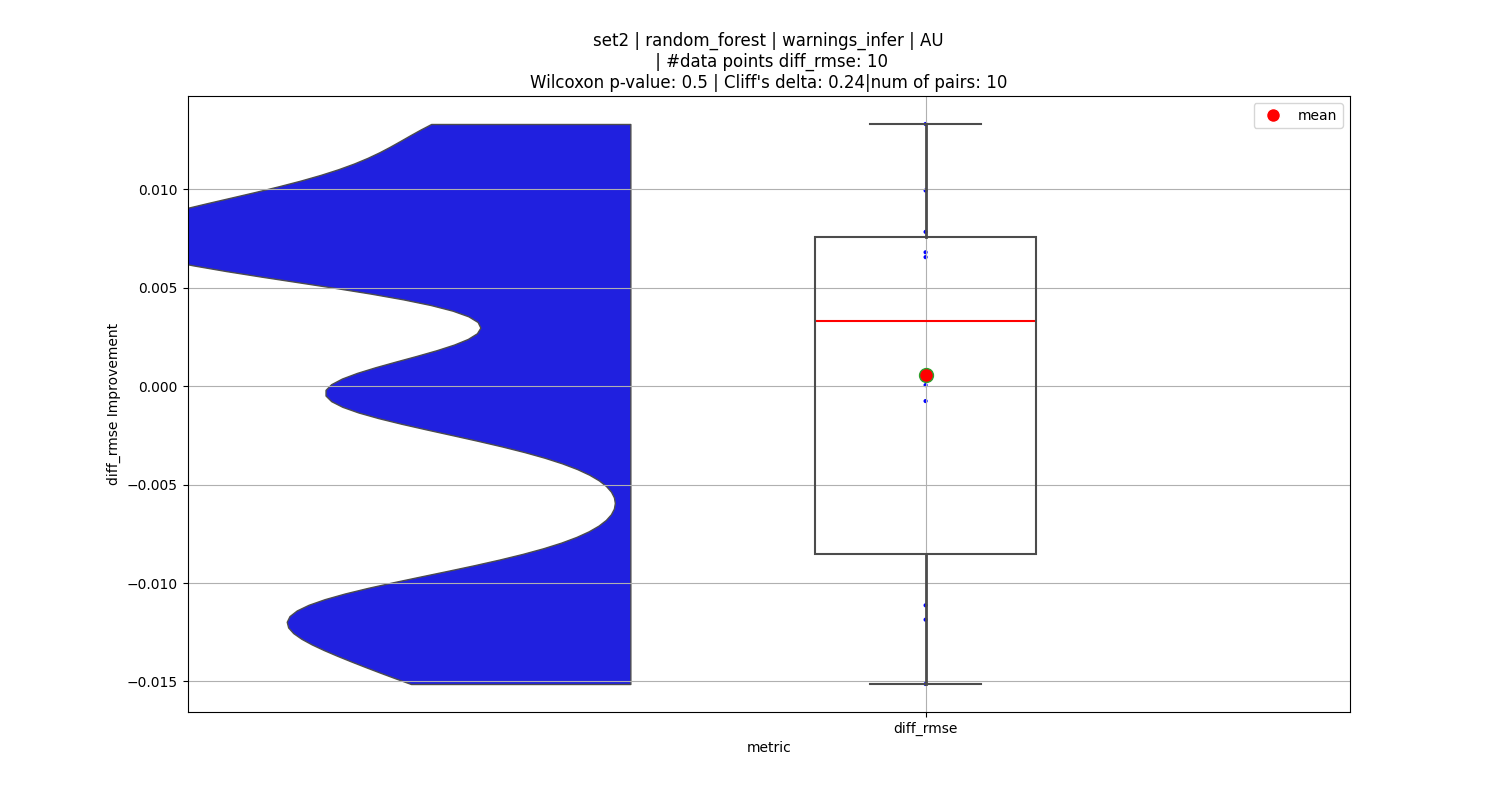 set2 | random_forest | warnings_infer | AU
| #data points diff_rmse: 10
Wilcoxon p-value: 0.5 | Cliff's delta: 0.24|num of pairs: 10
mean
0.010
0.005
0.000
−0.005
−0.010
−0.015
diff_rmse Improvement
diff_rmse
metric